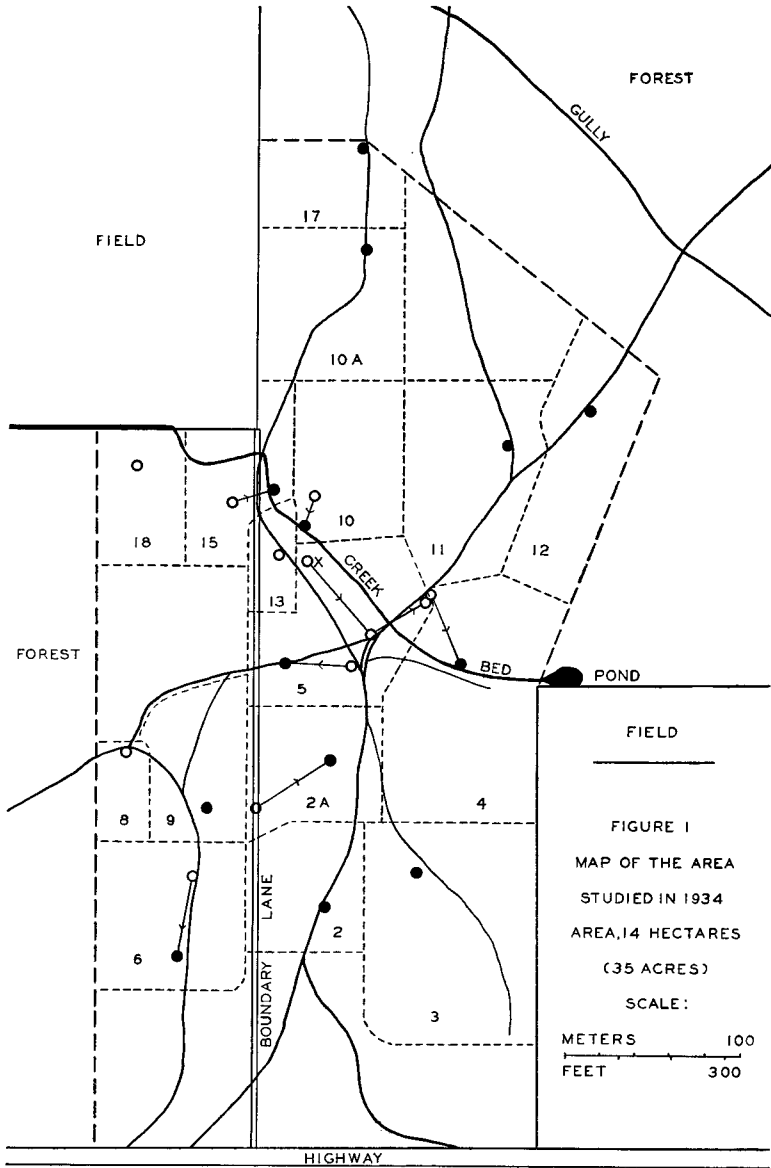 FOREST
GULLY
17
FIELD
10 A
18
15
10
11
12
13
X
CREEK
BED
POND
FOREST
5
FIELD
8
9
2 A
4
FIGURE 1
MAP OF THE AREA
STUDIED IN 1934
AREA, 14 HECTARES
(35 ACRES)
SCALE:
METERS 100
FEET 300
BOUNDARY LANE
6
2
3
HIGHWAY